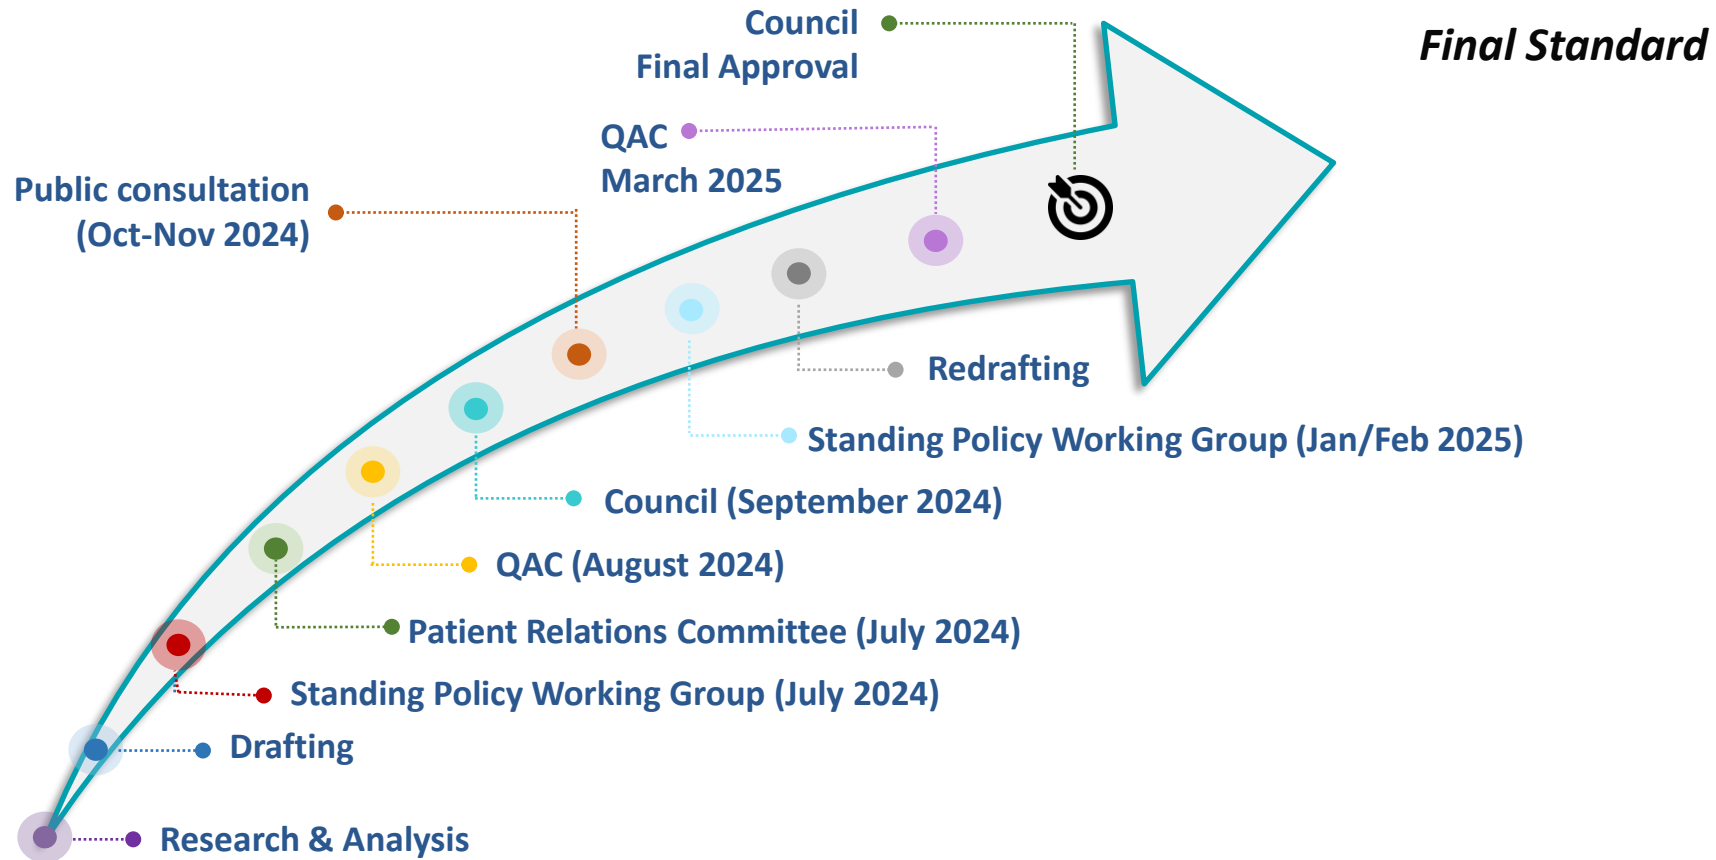 Council
Final Approval
Final Standard
QAC
March 2025
Public consultation
(Oct-Nov 2024)
Redrafting
Standing Policy Working Group (Jan/Feb 2025)
Council (September 2024)
QAC (August 2024)
Patient Relations Committee (July 2024)
Standing Policy Working Group (July 2024)
Drafting
Research & Analysis